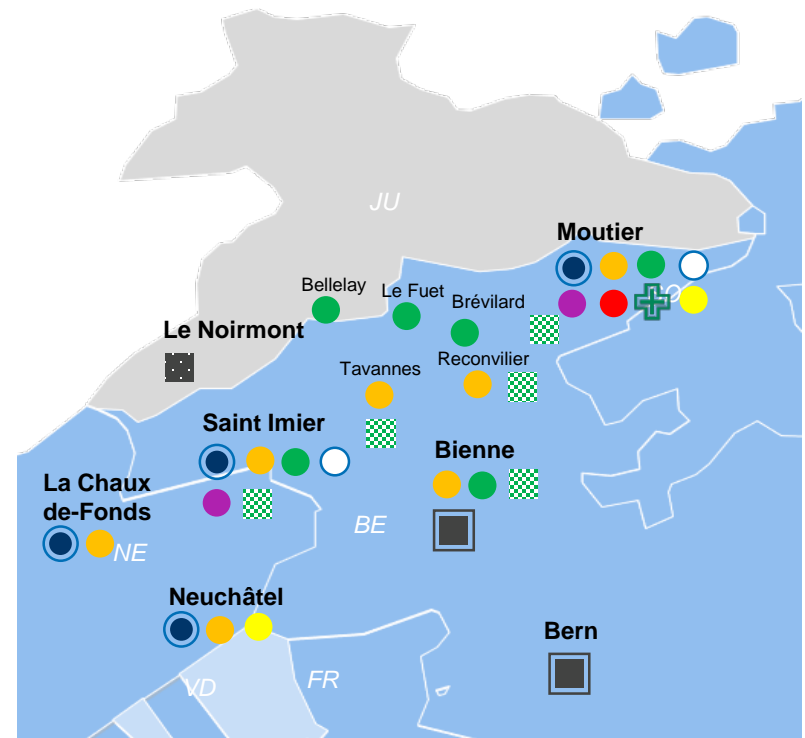 JU
Moutier
Bellelay
Le Fuet
Brévilard
Le Noirmont
Tavannes
Reconvilier
Saint Imier
Bienne
La Chaux
de-Fonds
BE
NE
Neuchâtel
Bern
VD
FR